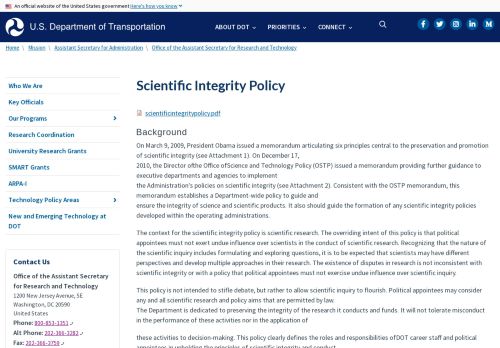 An official website of the United States government Here's how you know
U.S. Department of Transportation
ABOUT DOT
PRIORITIES
CONNECT
Home \ Mission \ Assistant Secretary for Administration \ Office of the Assistant Secretary for Research and Technology
Who We Are
Key Officials
Our Programs
Research Coordination
University Research Grants
SMART Grants
ARPA-I
Technology Policy Areas
New and Emerging Technology at
DOT
Contact Us
Office of the Assistant Secretary
for Research and Technology
1200 New Jersey Avenue, SE
Washington, DC 20590
United States
Phone: 800-853-1351
Alt Phone: 202-366-3282
Fax: 202-366-3759
Scientific Integrity Policy
scientificintegritypolicy.pdf
Background
On March 9, 2009, President Obama issued a memorandum articulating six principles central to the preservation and promotion
of scientific integrity (see Attachment 1). On December 17,
2010, the Director ofthe Office ofScience and Technology Policy (OSTP) issued a memorandum providing further guidance to
executive departments and agencies to implement
the Administration's policies on scientific integrity (see Attachment 2). Consistent with the OSTP memorandum, this
memorandum establishes a Department-wide policy to guide and
ensure the integrity of science and scientific products. It also should guide the formation of any scientific integrity policies
developed within the operating administrations.
The context for the scientific integrity policy is scientific research. The overriding intent of this policy is that political
appointees must not exert undue influence over scientists in the conduct of scientific research. Recognizing that the nature of
the scientific inquiry includes formulating and exploring questions, it is to be expected that scientists may have different
perspectives and develop multiple approaches in their research. The existence of disputes in research is not inconsistent with
scientific integrity or with a policy that political appointees must not exercise undue influence over scientific inquiry.
This policy is not intended to stifle debate, but rather to allow scientific inquiry to flourish. Political appointees may consider
any and all scientific research and policy aims that are permitted by law.
The Department is dedicated to preserving the integrity of the research it conducts and funds. It will not tolerate misconduct
in the performance of these activities nor in the application of
these activities to decision-making. This policy clearly defines the roles and responsibilities ofDOT career staff and political
appointees in upholding the principles of scientific integrity and conduct